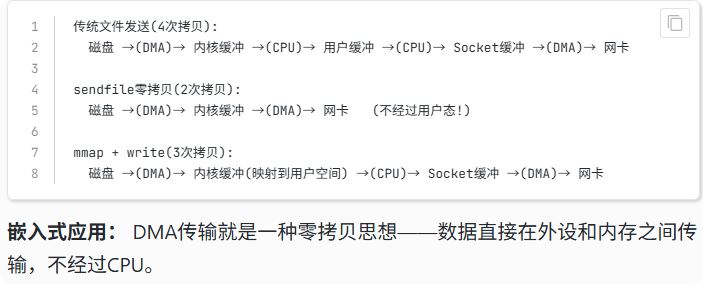 1 传统文件发送(4次拷贝):
2 磁盘 →(DMA)→ 内核缓冲 →(CPU)→ 用户缓冲 →(CPU)→ Socket缓冲 →(DMA)→ 网卡
3
4 sendfile零拷贝(2次拷贝):
5 磁盘 →(DMA)→ 内核缓冲 →(DMA)→ 网卡 (不经过用户态!)
6
7 mmap + write(3次拷贝):
8 磁盘 →(DMA)→ 内核缓冲(映射到用户空间) →(CPU)→ Socket缓冲 →(DMA)→ 网卡
嵌入式应用： DMA传输就是一种零拷贝思想——数据直接在外设和内存之间传
输，不经过CPU。